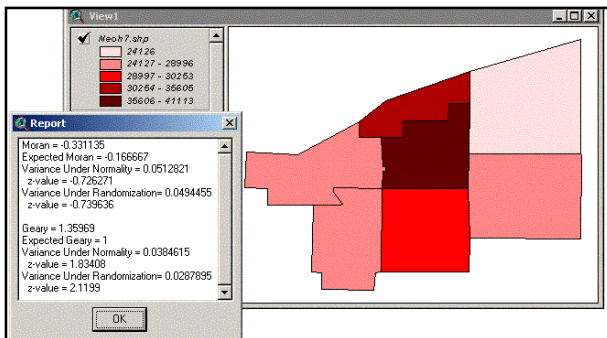 View1
Neoh7.shp
24126
24127 - 28996
28997 - 30253
30254 - 35605
35606 - 41113
Report
Moran = -0.331135
Expected Moran = -0.166667
Variance Under Normality = 0.0512821
z-value = -0.726271
Variance Under Randomization= 0.0494455
z-value = -0.739636
Geary = 1.35969
Expected Geary = 1
Variance Under Normality = 0.0384615
z-value = 1.83408
Variance Under Randomization= 0.0287895
z-value = 2.1199
OK